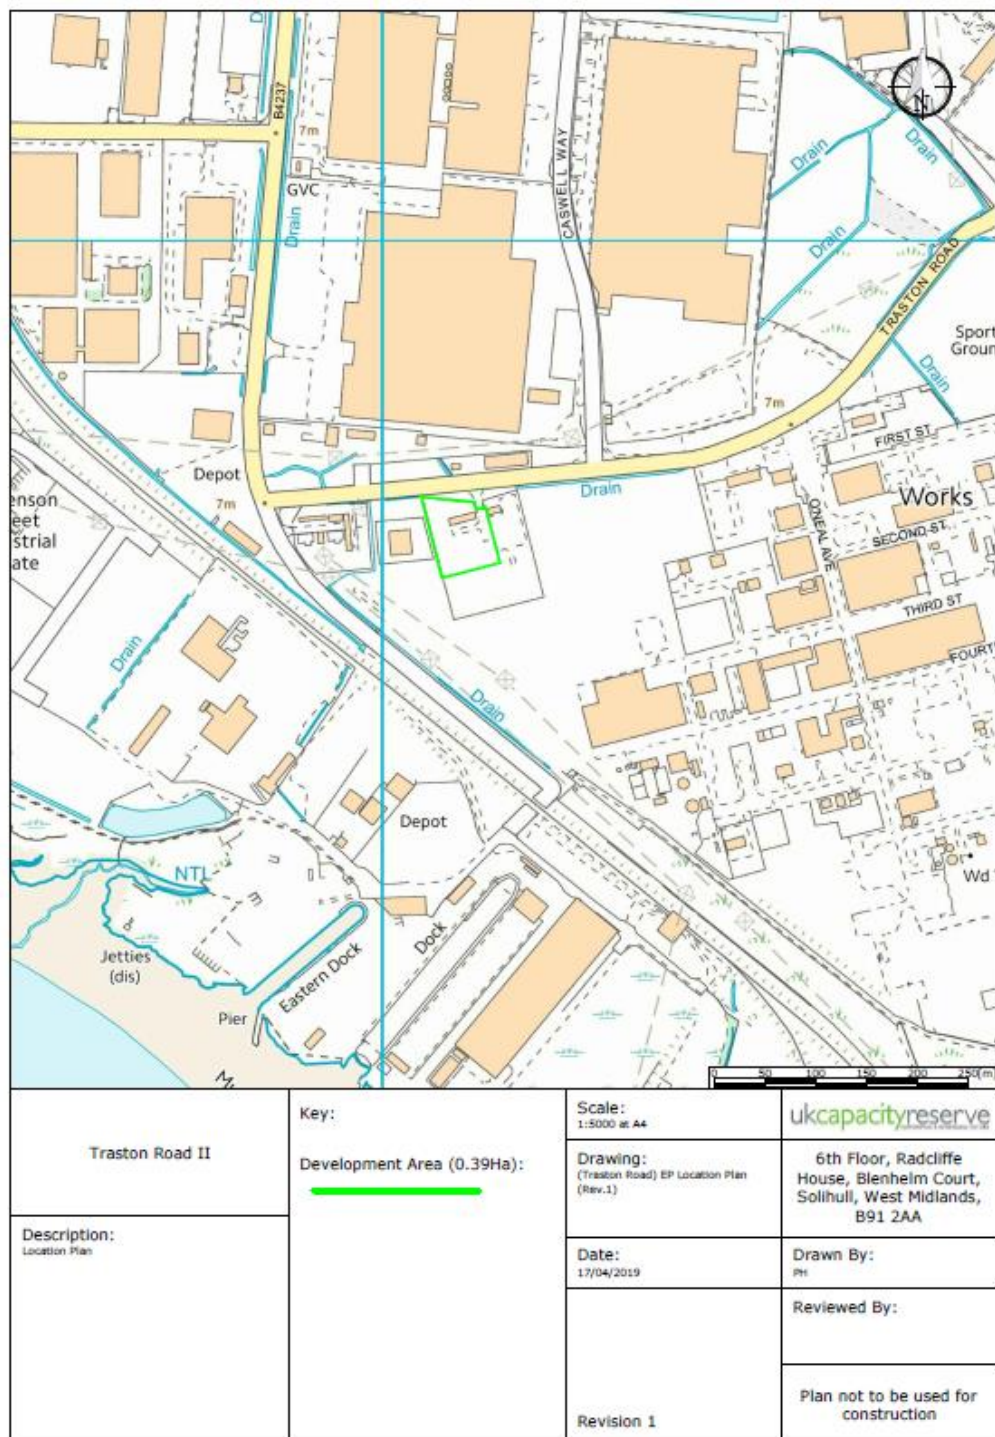 B4237
7m
GVC
Drain
CASWELL WAY
Drain
Drain
Drain
N
TRASTON ROAD
Sport
Groun
Drain
7m
FIRST ST
Depot
7m
Drain
Works
O'NEAL AVE
SECOND ST
THIRD ST
FOURT
enson
eet
strial
ate
Drain
Drain
Depot
NTL
Wd
Jetties
(dis)
Eastern Dock
Dock
Pier
0 50 100 150 200 250(m)
Traston Road II
Description:
Location Plan
Key:
Development Area (0.39Ha):
Scale:
1:5000 at A4
Drawing:
(Traston Road) EP Location Plan
(Rev.1)
Date:
17/04/2019
Revision 1
ukcapacityreserve
6th Floor, Radcliffe
House, Blenheim Court,
Solihull, West Midlands,
B91 2AA
Drawn By:
PH
Reviewed By:
Plan not to be used for
construction